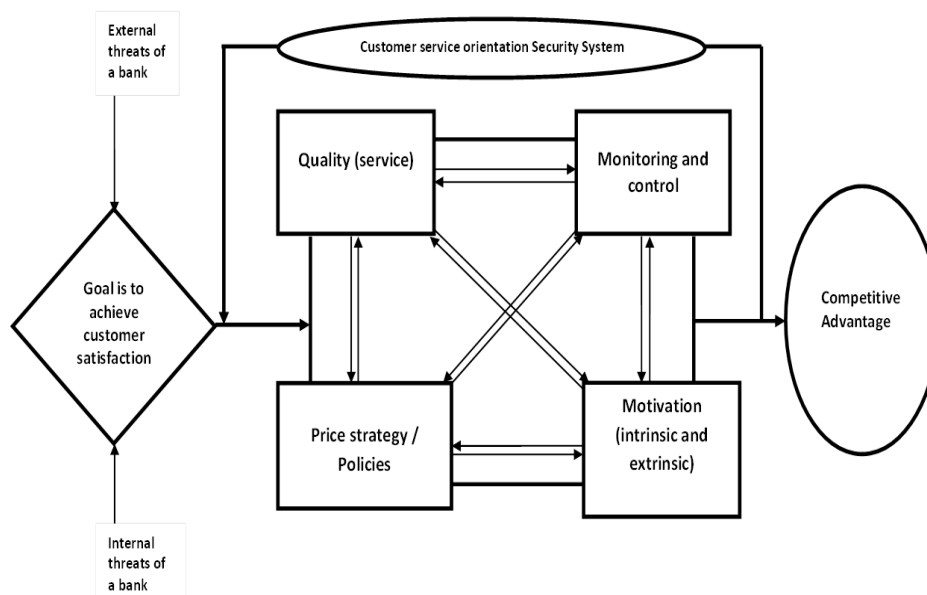 External
threats of
a bank
Customer service orientation Security System
Quality (service)
Monitoring and
control
Goal is to
achieve
customer
satisfaction
Competitive
Advantage
Price strategy /
Policies
Motivation
(intrinsic and
extrinsic)
Internal
threats of
a bank